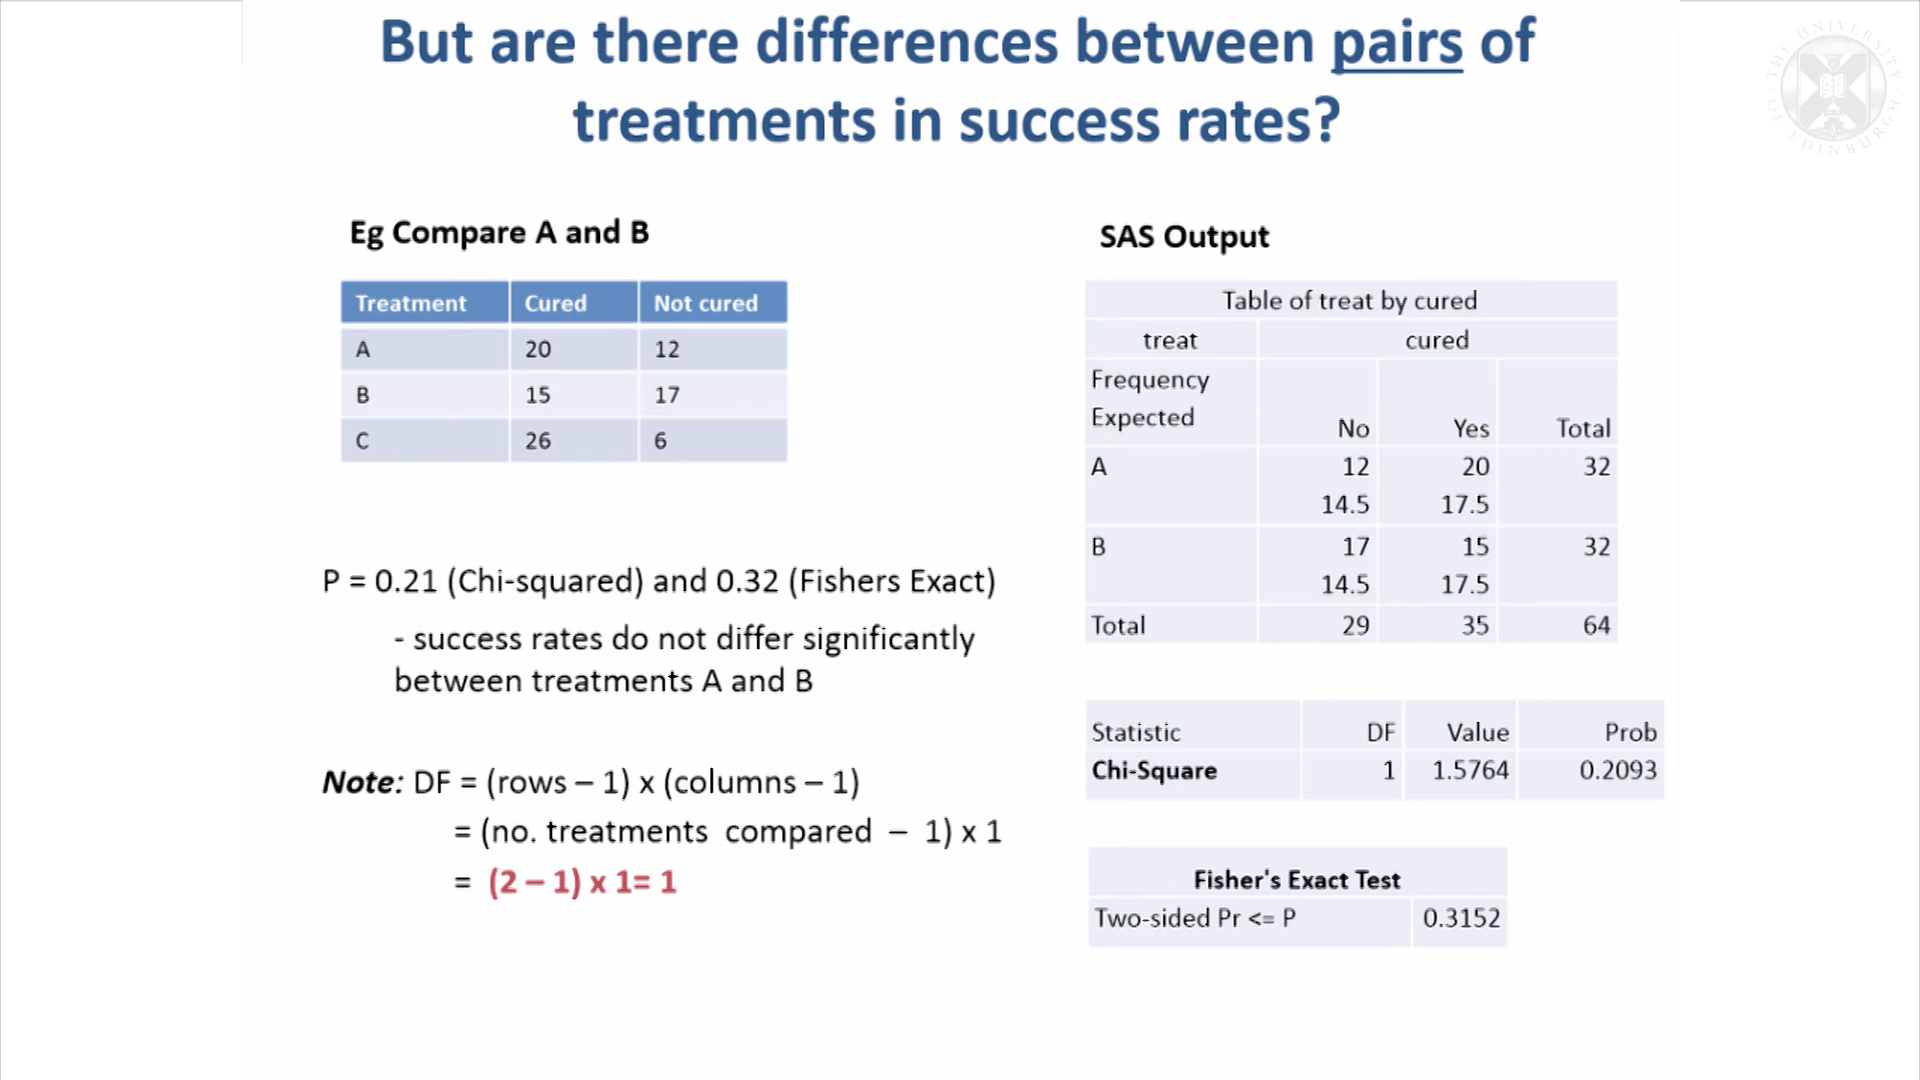 But are there differences between pairs of
treatments in success rates?
THE UNIVERSITY OF EDINBURGH
Eg Compare A and B
Treatment Cured Not cured
A 20 12
B 15 17
C 26 6
P = 0.21 (Chi-squared) and 0.32 (Fishers Exact)
- success rates do not differ significantly
between treatments A and B
Note: DF = (rows – 1) x (columns – 1)
= (no. treatments compared – 1) x 1
= (2 – 1) x 1= 1
SAS Output
Table of treat by cured
treat cured
Frequency
Expected
No Yes Total
A 12 20 32
14.5 17.5
B 17 15 32
14.5 17.5
Total 29 35 64
Statistic DF Value Prob
Chi-Square 1 1.5764 0.2093
Fisher's Exact Test
Two-sided Pr <= P 0.3152